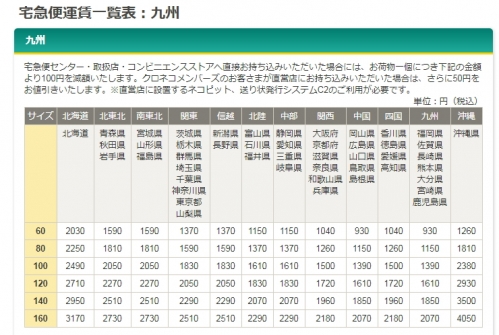 宅急便運賃一覧表：九州
九州
宅急便センター・取扱店・コンビニエンスストアへ直接お持ち込みいただいた場合には、お荷物一個につき下記の金額
より100円を減額いたします。クロネコメンバーズのお客さまが直営店にお持ち込みいただいた場合は、さらに50円を
お値引きいたします。※直営店に設置するネコピット、送り状発行システムC2のご利用が必要です。
単位：円（税込）
サイズ 北海道 北東北 南東北 関東 信越 北陸 中部 関西 中国 四国 九州 沖縄
北海道 青森県 宮城県 茨城県 新潟県 富山県 静岡県 大阪府 岡山県 香川県 福岡県 沖縄県
秋田県 山形県 栃木県 長野県 石川県 愛知県 京都府 広島県 徳島県 佐賀県
岩手県 福島県 群馬県 福井県 三重県 滋賀県 山口県 愛媛県 長崎県
埼玉県 岐阜県 奈良県 鳥取県 高知県 熊本県
千葉県 和歌山県 島根県 大分県
神奈川県 兵庫県 宮崎県
東京都 鹿児島県
山梨県
60 2030 1590 1590 1370 1370 1150 1150 1040 930 1040 930 1260
80 2250 1810 1810 1590 1590 1370 1370 1260 1150 1260 1150 1810
100 2490 2050 2050 1830 1830 1610 1610 1500 1390 1500 1390 2380
120 2710 2270 2270 2050 2050 1830 1830 1720 1610 1720 1610 2930
140 2950 2510 2510 2290 2290 2070 2070 1960 1850 1960 1850 3500
160 3170 2730 2730 2510 2510 2290 2290 2180 2070 2180 2070 4050